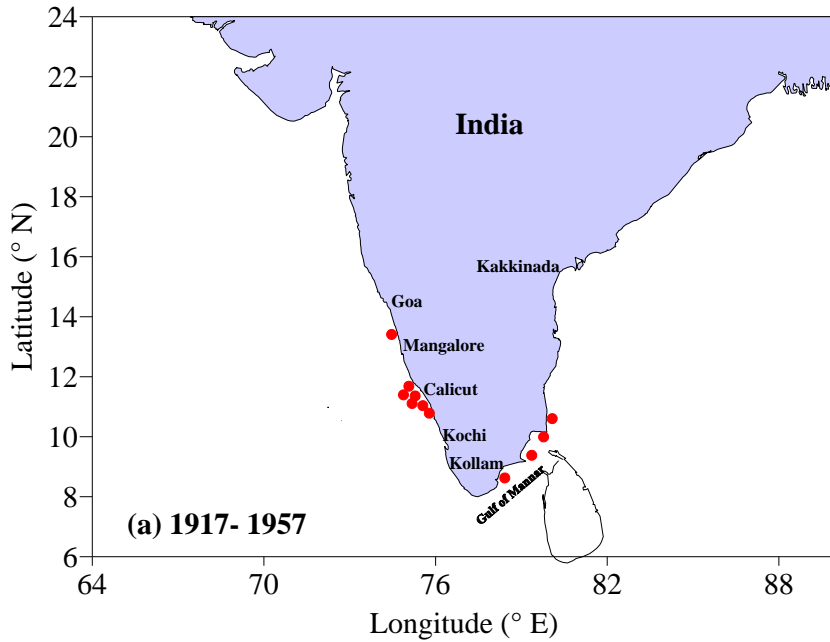 24
22
20
18
16
14
12
10
8
6
Latitude (° N)
India
Kakkinada
Goa
Mangalore
Calicut
Kochi
Kollam
Gulf of Mannar
(a) 1917- 1957
64 70 76 82 88
Longitude (° E)